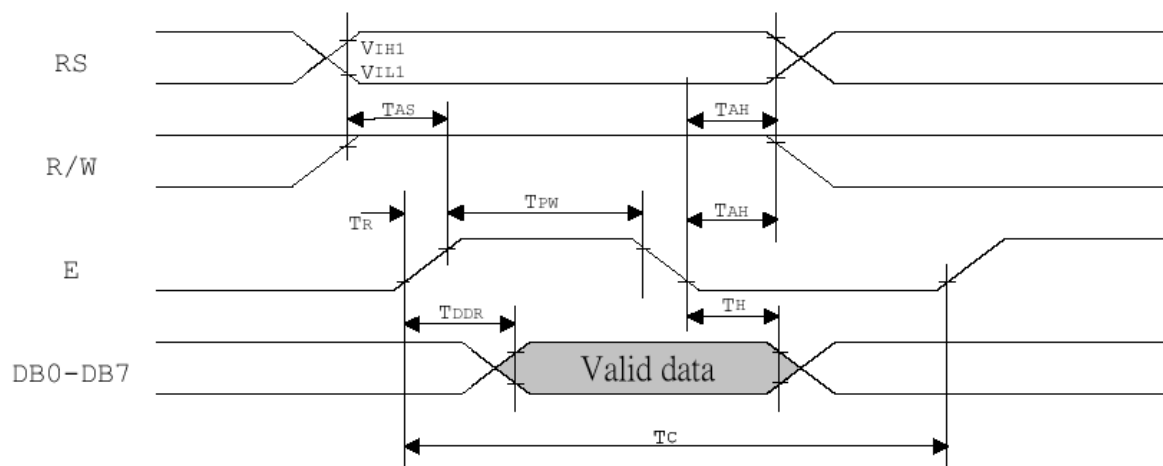 RS
VIH1
VIL1
TAS
TAH
R/W
TR
TPW
TAH
E
TDDR
TH
DB0-DB7
Valid data
TC